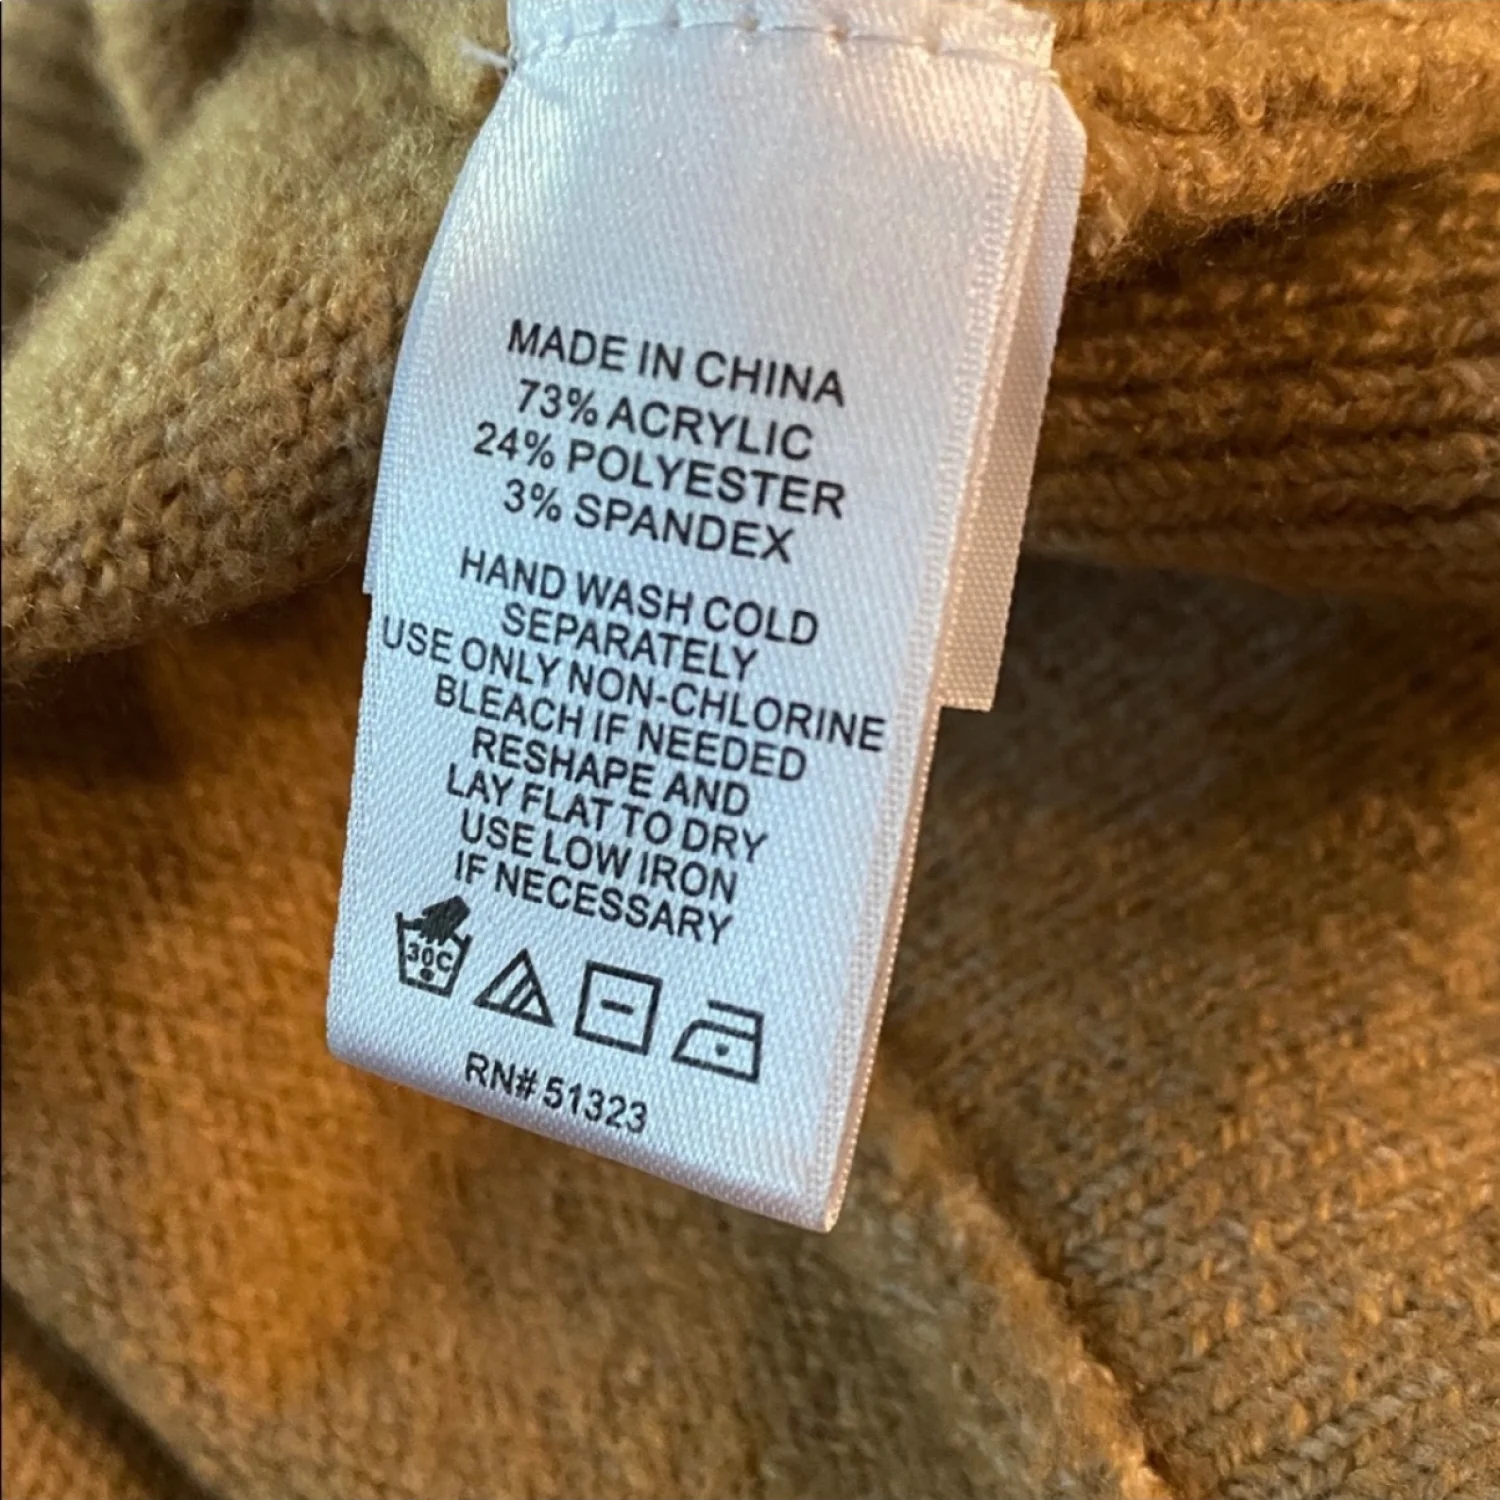 MADE IN CHINA
73% ACRYLIC
24% POLYESTER
3% SPANDEX
HAND WASH COLD
SEPARATELY
USE ONLY NON-CHLORINE
BLEACH IF NEEDED
RESHAPE AND
LAY FLAT TO DRY
USE LOW IRON
IF NECESSARY
30C
RN# 51323